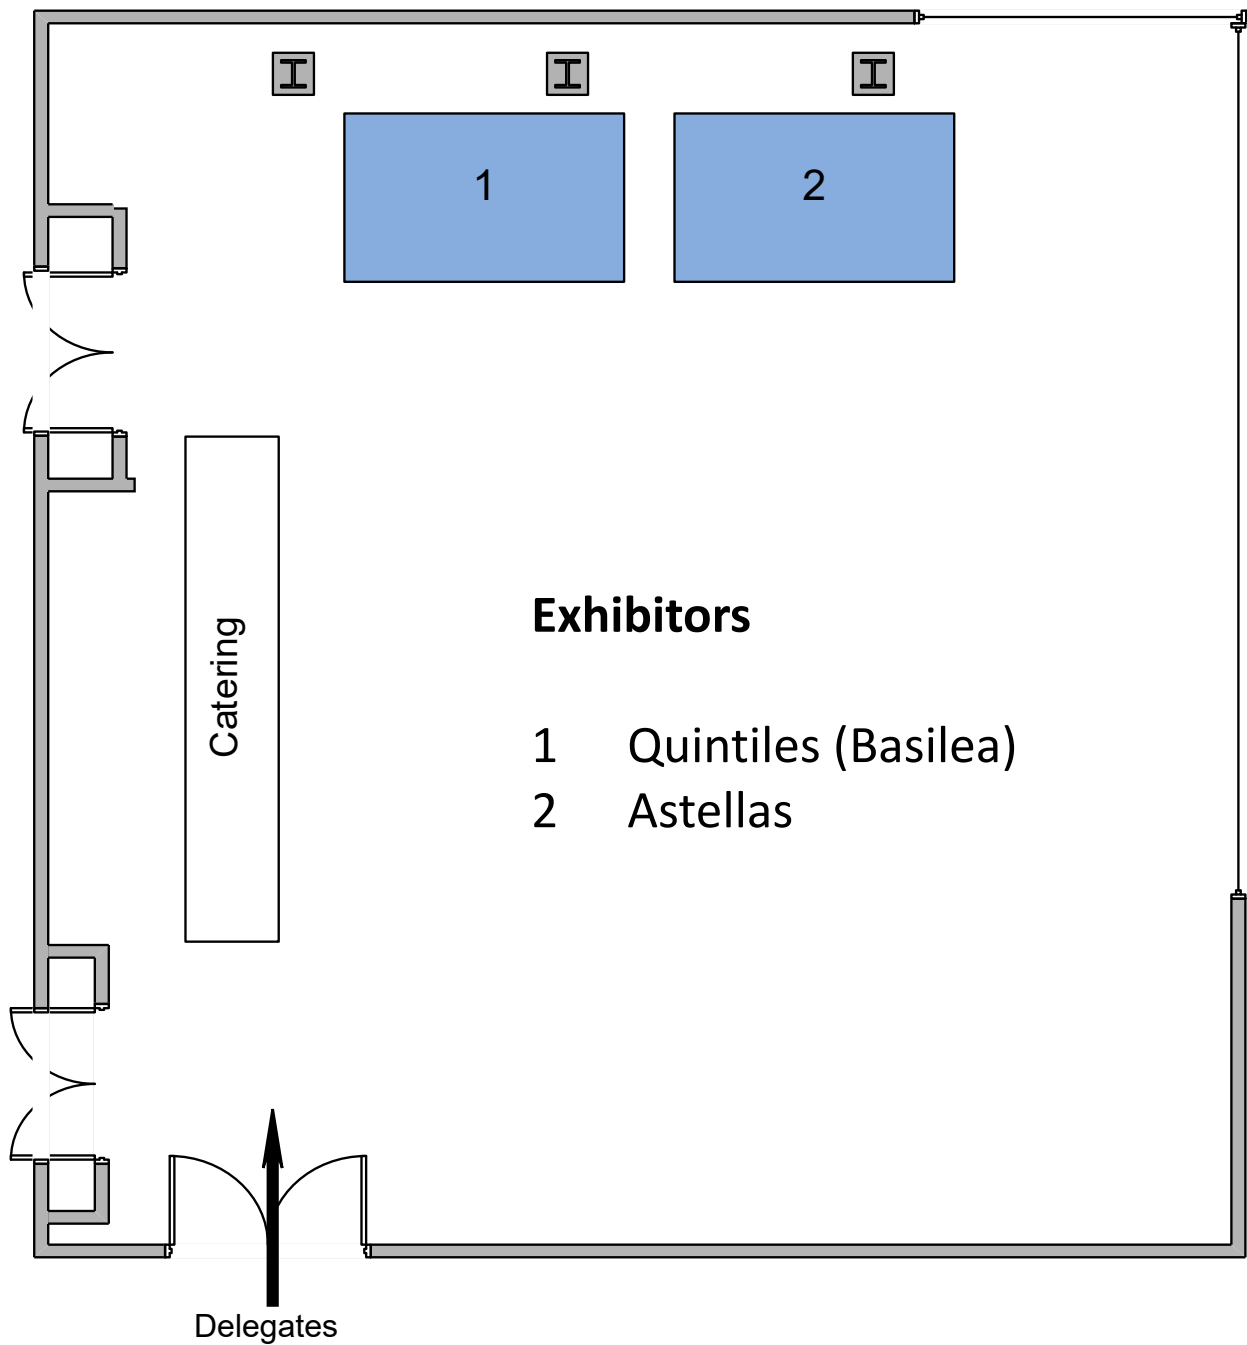 1
2
Catering
Exhibitors
1 Quintiles (Basilea)
2 Astellas
Delegates